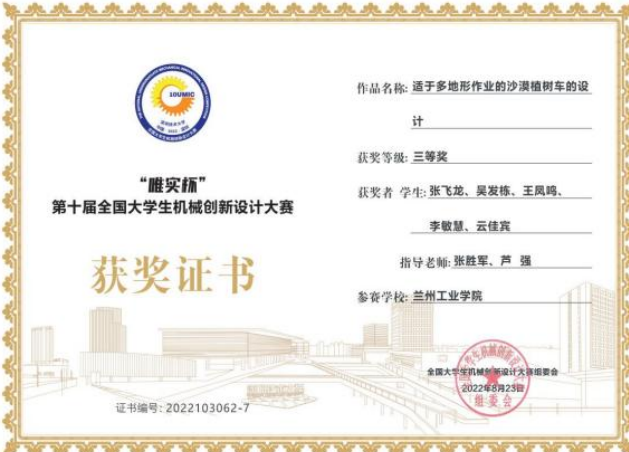 10UMIC
“唯实杯”
第十届全国大学生机械创新设计大赛
获奖证书
证书编号: 2022103062-7
作品名称: 适于多地形作业的沙漠植树车的设
计
获奖等级: 三等奖
获奖者 学生: 张飞龙、吴发栋、王凤鸣、
李敏慧、云佳宾
指导老师: 张胜军、芦 强
参赛学校: 兰州工业学院
全国大学生机械创新设计大赛组委会
2022年8月23日
组委会